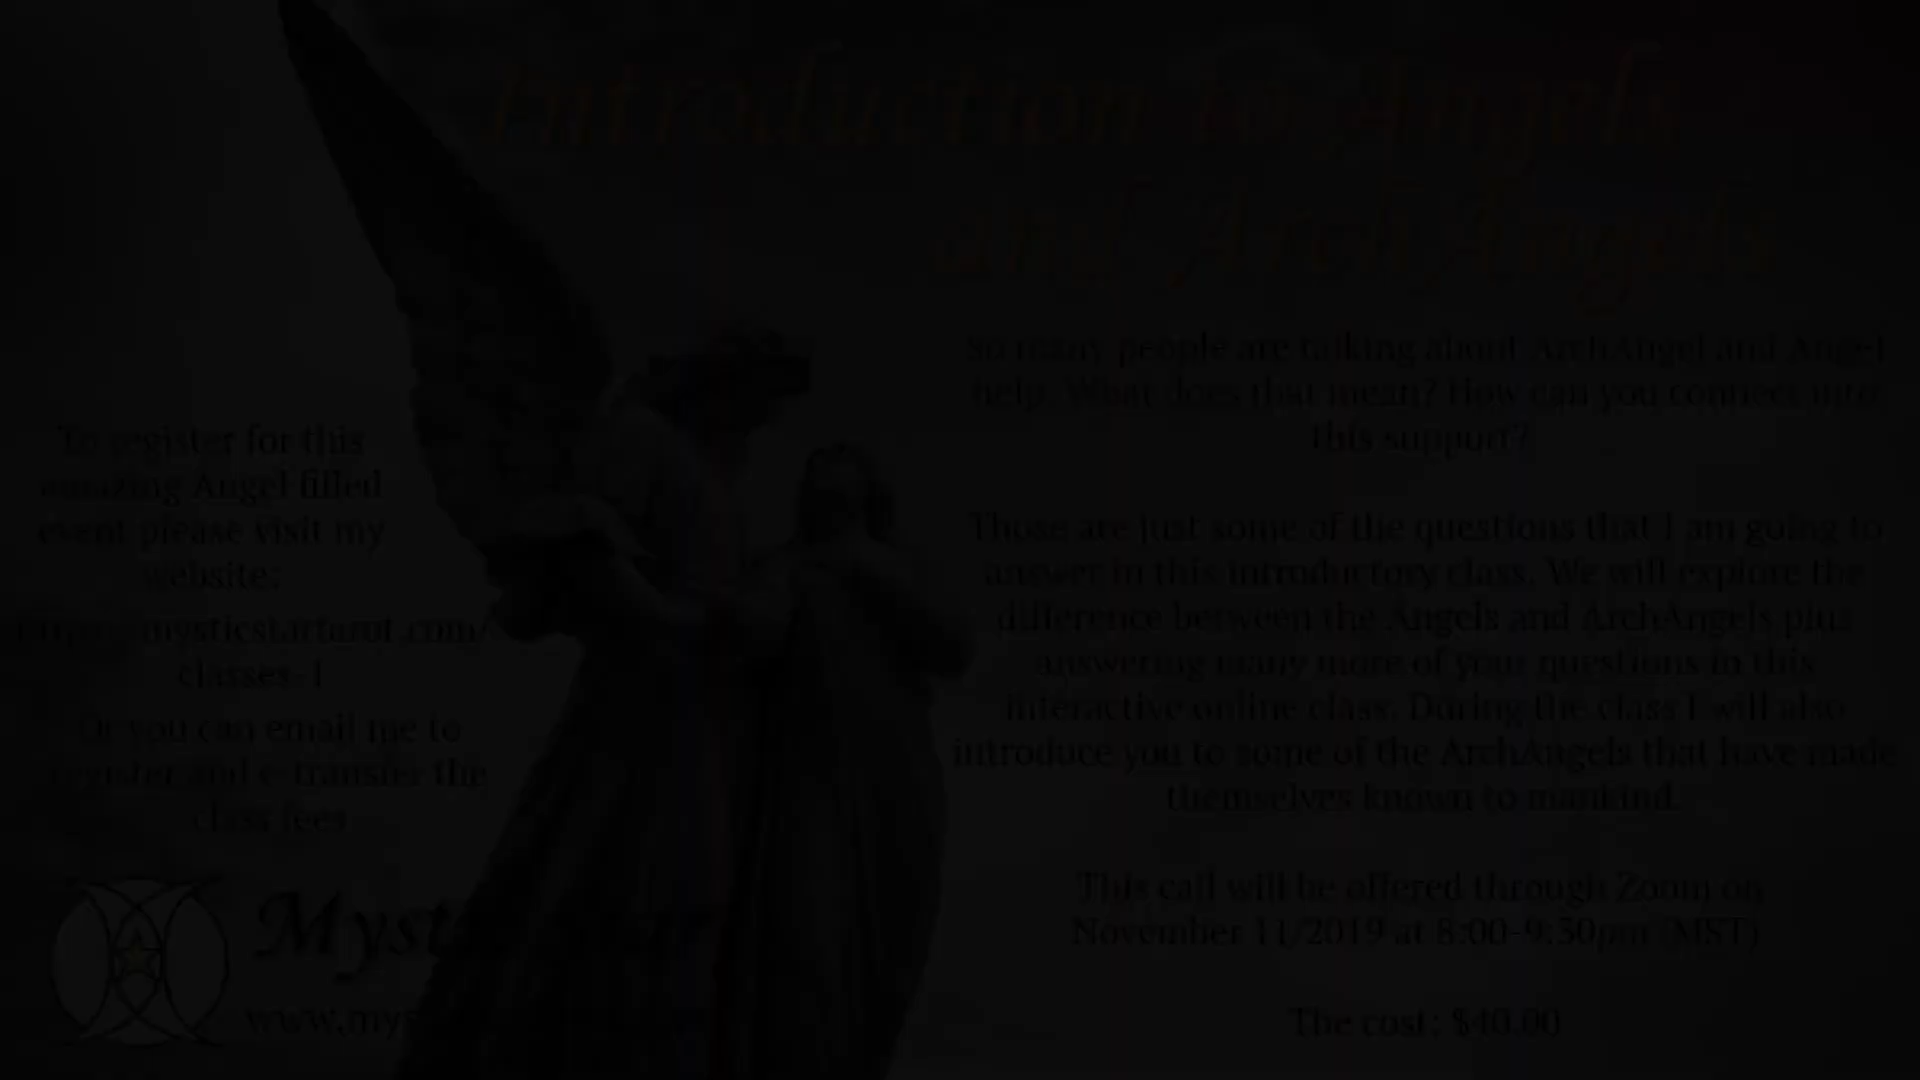 Introduction to Angels
and ArchAngels
So many people are talking about ArchAngel and Angel
help. What does that mean? How can you connect into
this support?
Those are just some of the questions that I am going to
answer in this introductory class. We will explore the
difference between the Angels and ArchAngels plus
answering many more of your questions in this
interactive online class. During the class I will also
introduce you to some of the ArchAngels that have made
themselves known to mankind.
This call will be offered through Zoom on
November 11/2019 at 8:00-9:30pm (MST)
The cost: $40.00
To register for this
amazing Angel filled
event please visit my
website:
https://mysticstartarot.com/
classes-1
Or you can email me to
register and e-transfer the
class fees
Mystic
www.mys